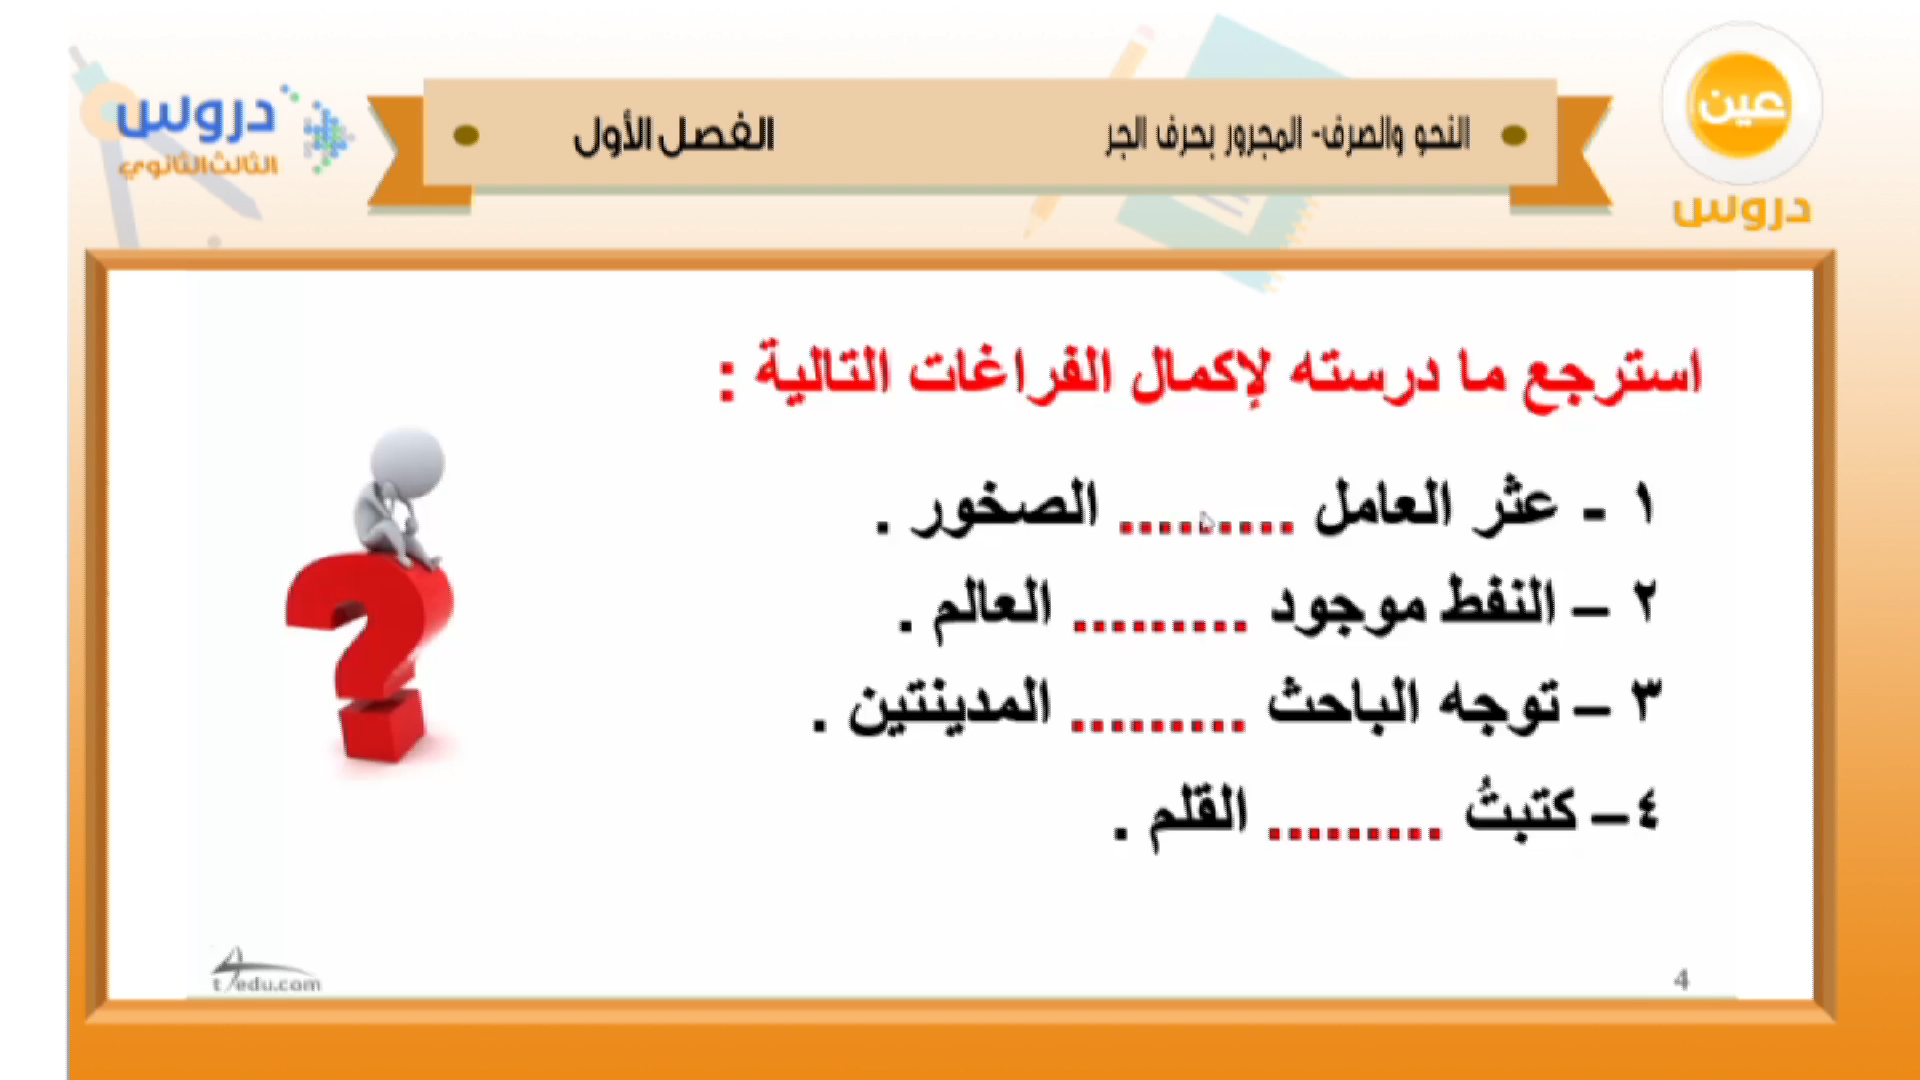 عين
دروس
النحو والصرف- المجرور بحرف الجر
الفصل الأول
دروس
الثالث الثانوي
استرجع ما درسته لإكمال الفراغات التالية :
١ - عثر العامل ......... الصخور .
٢ – النفط موجود ......... العالم .
٣ – توجه الباحث ......... المدينتين .
٤– كتبتُ ......... القلم .
t4edu.com
4